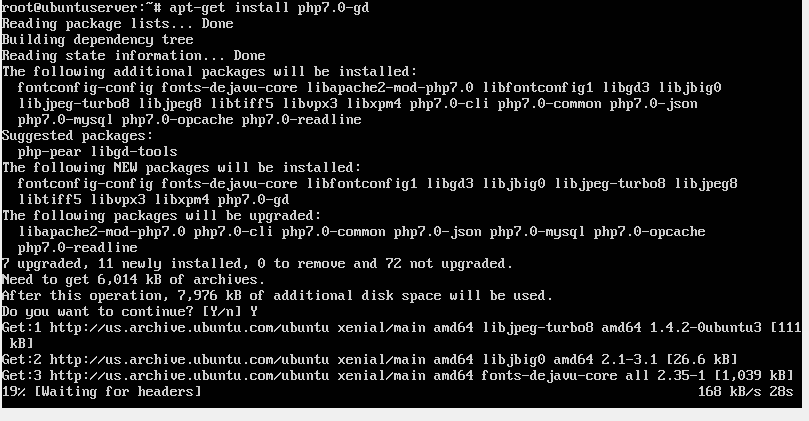 root@ubuntuserver:~# apt-get install php7.0-gd
Reading package lists... Done
Building dependency tree
Reading state information... Done
The following additional packages will be installed:
  fontconfig-config fonts-dejavu-core libapache2-mod-php7.0 libfontconfig1 libgd3 libjbig0
  libjpeg-turbo8 libjpeg8 libtiff5 libvpx3 libxpm4 php7.0-cli php7.0-common php7.0-json
  php7.0-mysql php7.0-opcache php7.0-readline
Suggested packages:
  php-pear libgd-tools
The following NEW packages will be installed:
  fontconfig-config fonts-dejavu-core libfontconfig1 libgd3 libjbig0 libjpeg-turbo8 libjpeg8
  libtiff5 libvpx3 libxpm4 php7.0-gd
The following packages will be upgraded:
  libapache2-mod-php7.0 php7.0-cli php7.0-common php7.0-json php7.0-mysql php7.0-opcache
  php7.0-readline
7 upgraded, 11 newly installed, 0 to remove and 72 not upgraded.
Need to get 6,014 kB of archives.
After this operation, 7,976 kB of additional disk space will be used.
Do you want to continue? [Y/n] Y
Get:1 http://us.archive.ubuntu.com/ubuntu xenial/main amd64 libjpeg-turbo8 amd64 1.4.2-0ubuntu3 [111
 kB]
Get:2 http://us.archive.ubuntu.com/ubuntu xenial/main amd64 libjbig0 amd64 2.1-3.1 [26.6 kB]
Get:3 http://us.archive.ubuntu.com/ubuntu xenial/main amd64 fonts-dejavu-core all 2.35-1 [1,039 kB]
19% [Waiting for headers] 168 kB/s 28s